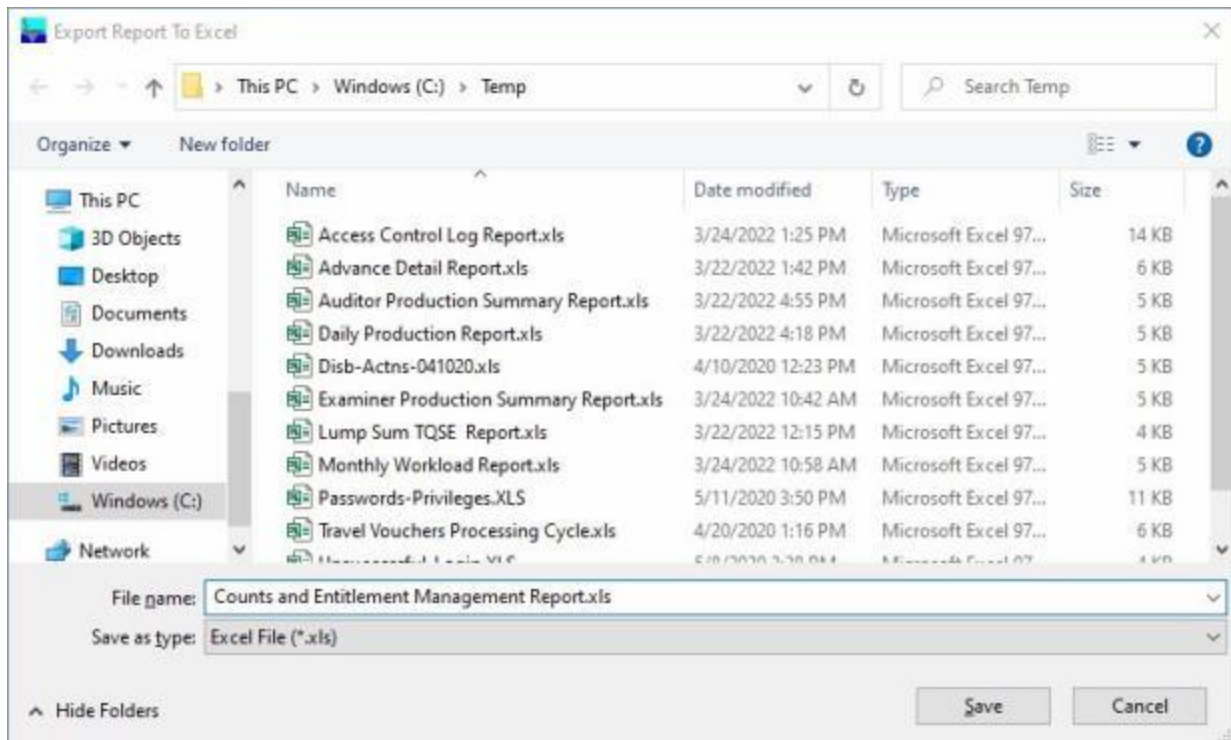 Export Report To Excel
This PC > Windows (C:) > Temp
Search Temp
Organize New folder
Name Date modified Type Size
This PC
3D Objects
Desktop
Documents
Downloads
Music
Pictures
Videos
Windows (C:)
Network
Access Control Log Report.xls 3/24/2022 1:25 PM Microsoft Excel 97... 14 KB
Advance Detail Report.xls 3/22/2022 1:42 PM Microsoft Excel 97... 6 KB
Auditor Production Summary Report.xls 3/22/2022 4:55 PM Microsoft Excel 97... 5 KB
Daily Production Report.xls 3/22/2022 4:18 PM Microsoft Excel 97... 5 KB
Disb-Actns-041020.xls 4/10/2020 12:23 PM Microsoft Excel 97... 5 KB
Examiner Production Summary Report.xls 3/24/2022 10:42 AM Microsoft Excel 97... 5 KB
Lump Sum TQSE Report.xls 3/22/2022 12:15 PM Microsoft Excel 97... 4 KB
Monthly Workload Report.xls 3/24/2022 10:58 AM Microsoft Excel 97... 5 KB
Passwords-Privileges.XLS 5/11/2020 3:50 PM Microsoft Excel 97... 11 KB
Travel Vouchers Processing Cycle.xls 4/20/2020 1:16 PM Microsoft Excel 97... 6 KB
File name: Counts and Entitlement Management Report.xls
Save as type: Excel File (*.xls)
Hide Folders
Save Cancel